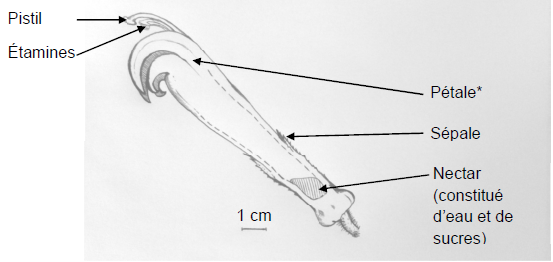 Pistil
Étamines
Pétale*
Sépale
Nectar
(constitué
d'eau et de
sucres)
1 cm